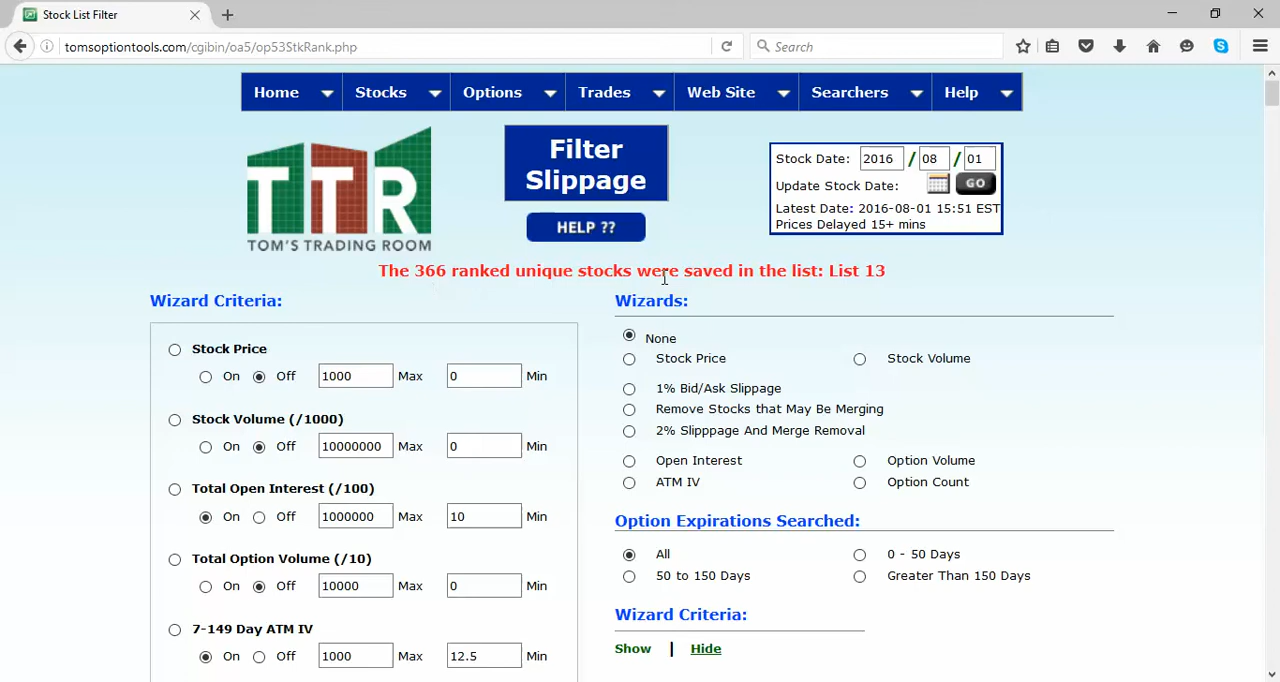 Stock List Filter
tomsoptiontools.com/cgibin/oa5/op53StkRank.php
Search
Home Stocks Options Trades Web Site Searchers Help
TTR
TOM'S TRADING ROOM
Filter
Slippage
HELP ??
Stock Date: 2016 / 08 / 01
Update Stock Date: GO
Latest Date: 2016-08-01 15:51 EST
Prices Delayed 15+ mins
The 366 ranked unique stocks were saved in the list: List 13
Wizard Criteria:
Stock Price
On Off 1000 Max 0 Min
Stock Volume (/1000)
On Off 10000000 Max 0 Min
Total Open Interest (/100)
On Off 1000000 Max 10 Min
Total Option Volume (/10)
On Off 10000 Max 0 Min
7-149 Day ATM IV
On Off 1000 Max 12.5 Min
Wizards:
None
Stock Price Stock Volume
1% Bid/Ask Slippage
Remove Stocks that May Be Merging
2% Slipppage And Merge Removal
Open Interest Option Volume
ATM IV Option Count
Option Expirations Searched:
All 0 - 50 Days
50 to 150 Days Greater Than 150 Days
Wizard Criteria:
Show | Hide